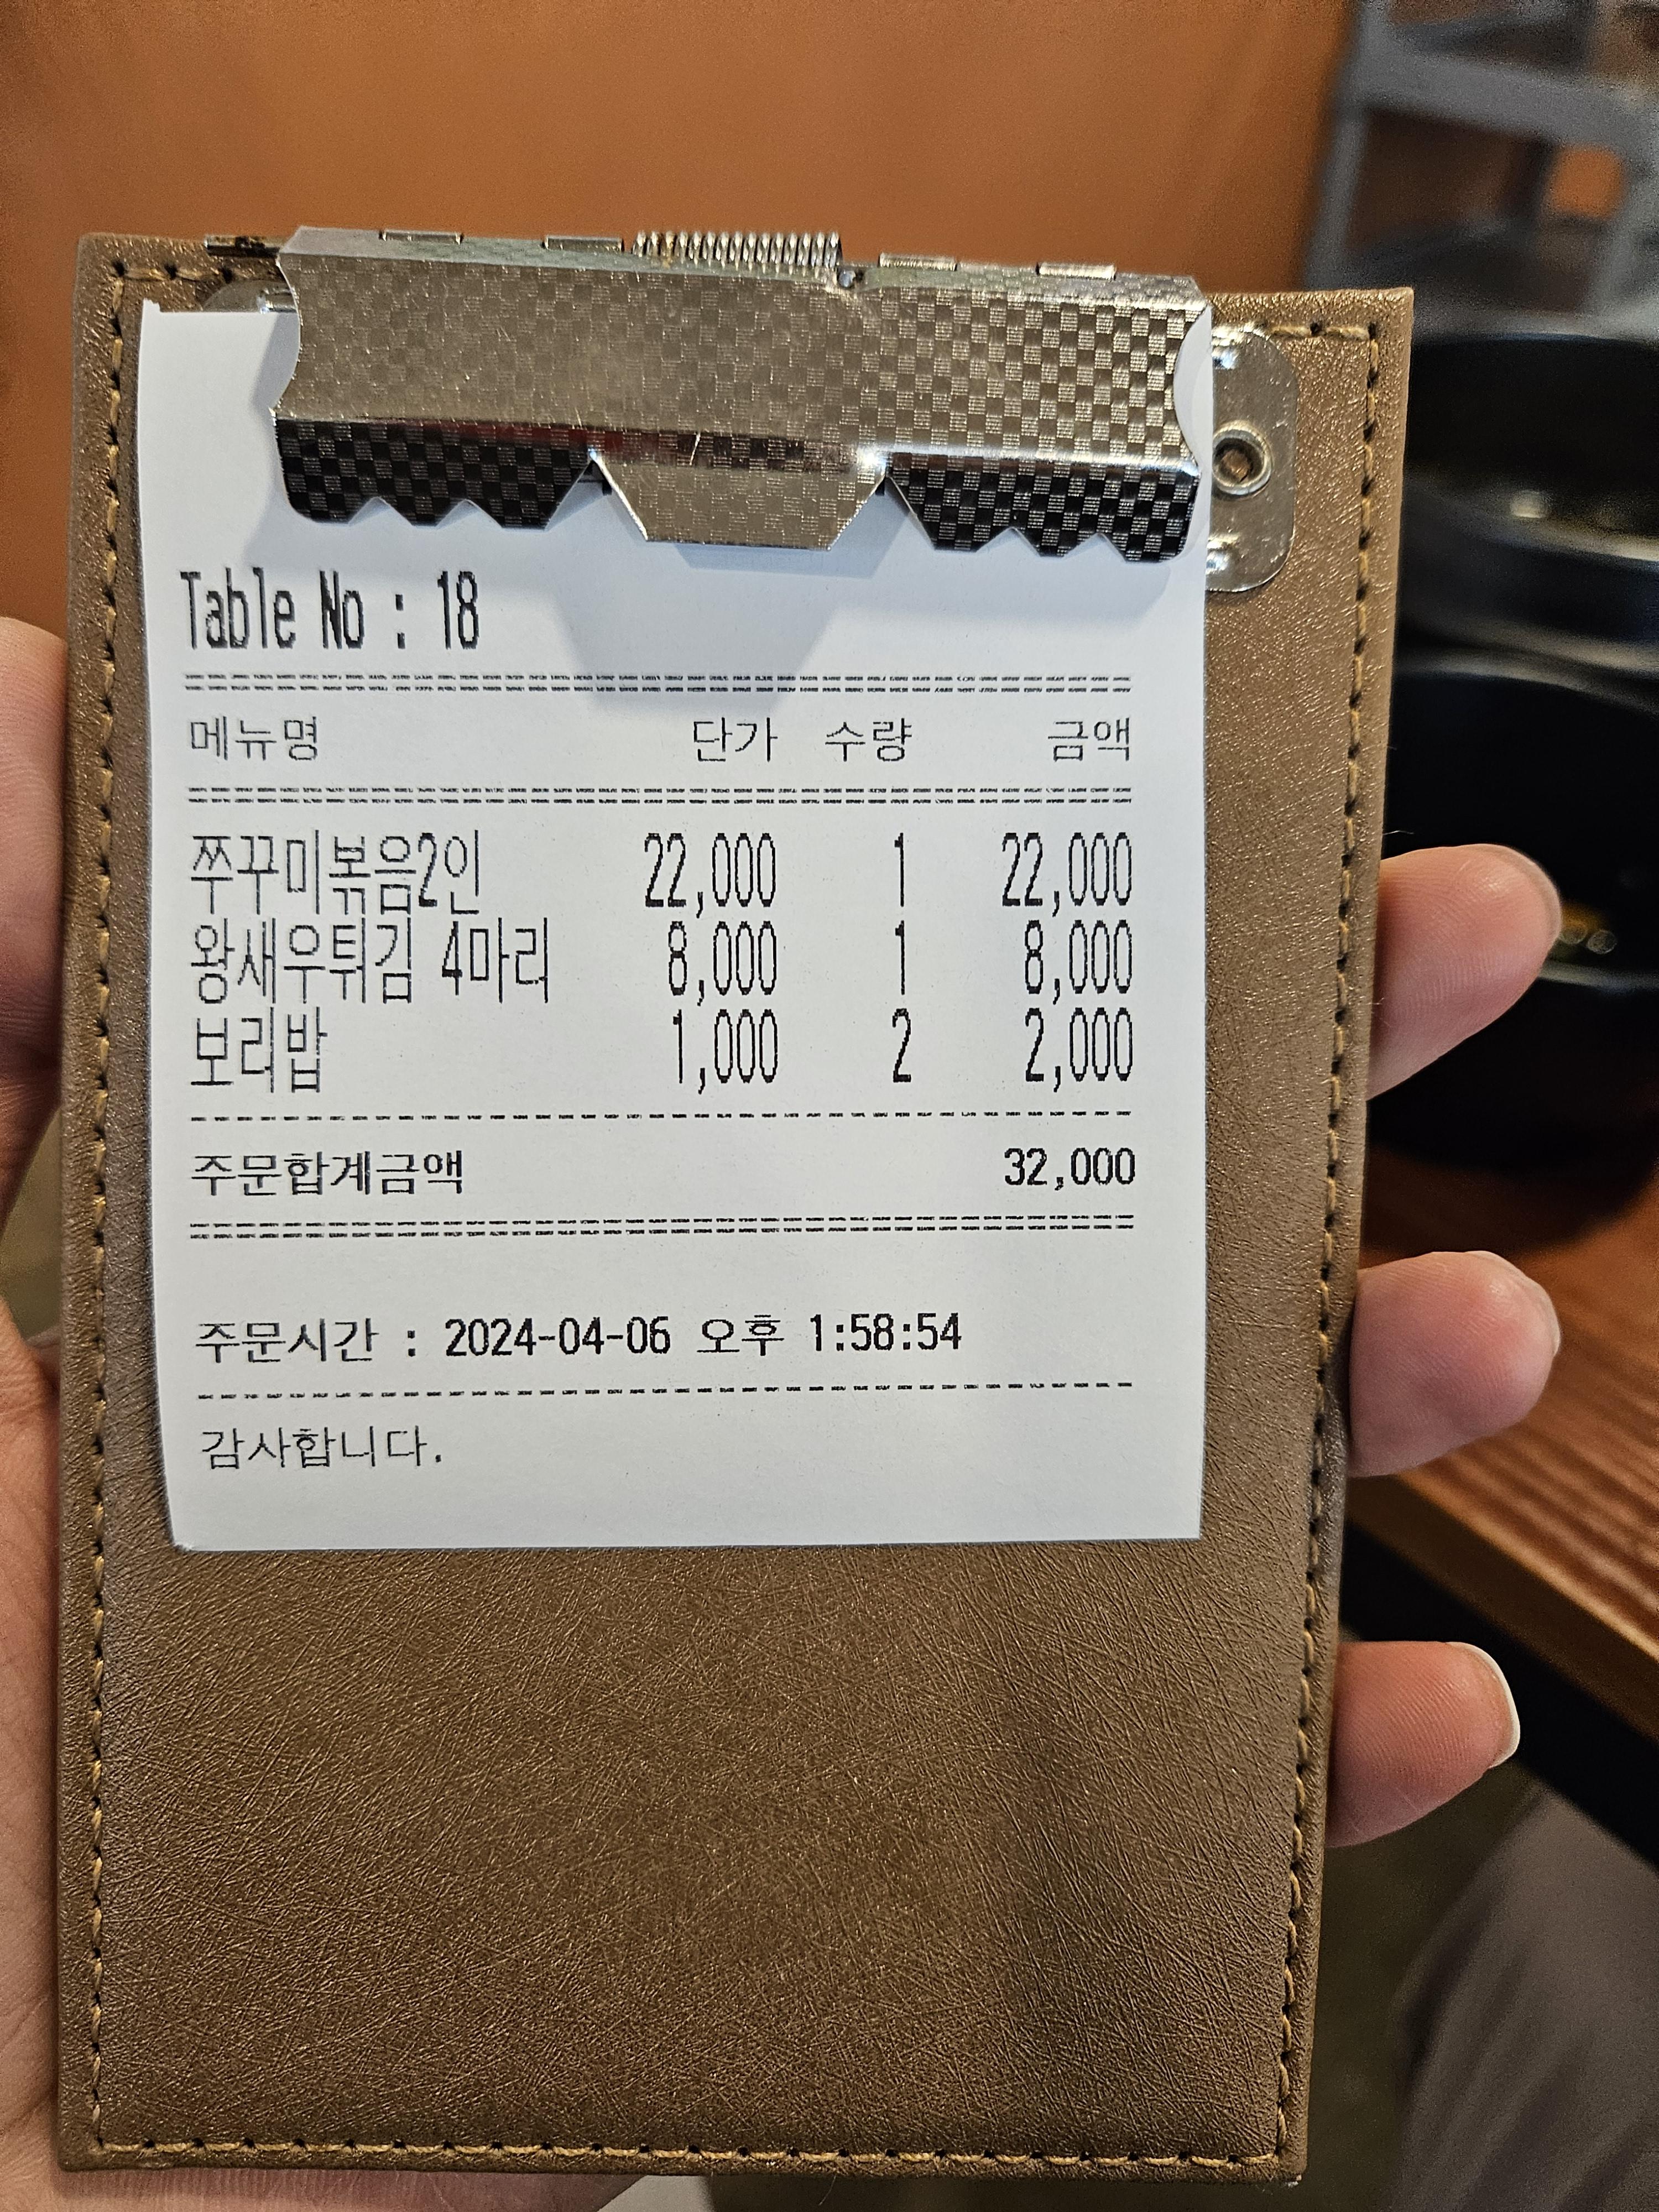 Table No : 18
메뉴명 단가 수량 금액
쭈꾸미볶음2인 22,000 1 22,000
왕새우튀김 4마리 8,000 1 8,000
보리밥 1,000 2 2,000
주문합계금액 32,000
주문시간 : 2024-04-06 오후 1:58:54
감사합니다.